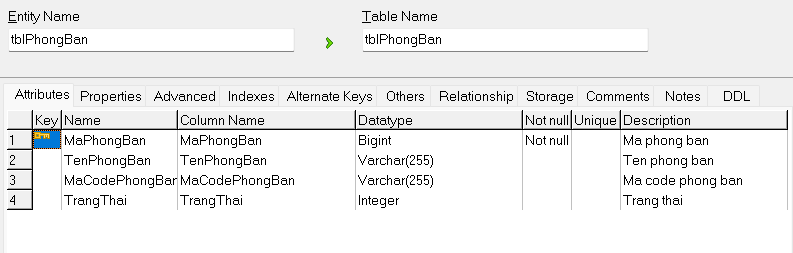 Entity Name Table Name
tblPhongBan tblPhongBan
Attributes Properties Advanced Indexes Alternate Keys Others Relationship Storage Comments Notes DDL
Key Name Column Name Datatype Not null Unique Description
1 MaPhongBan MaPhongBan Bigint Not null Ma phong ban
2 TenPhongBan TenPhongBan Varchar(255) Ten phong ban
3 MaCodePhongBan MaCodePhongBan Varchar(255) Ma code phong ban
4 TrangThai TrangThai Integer Trang thai